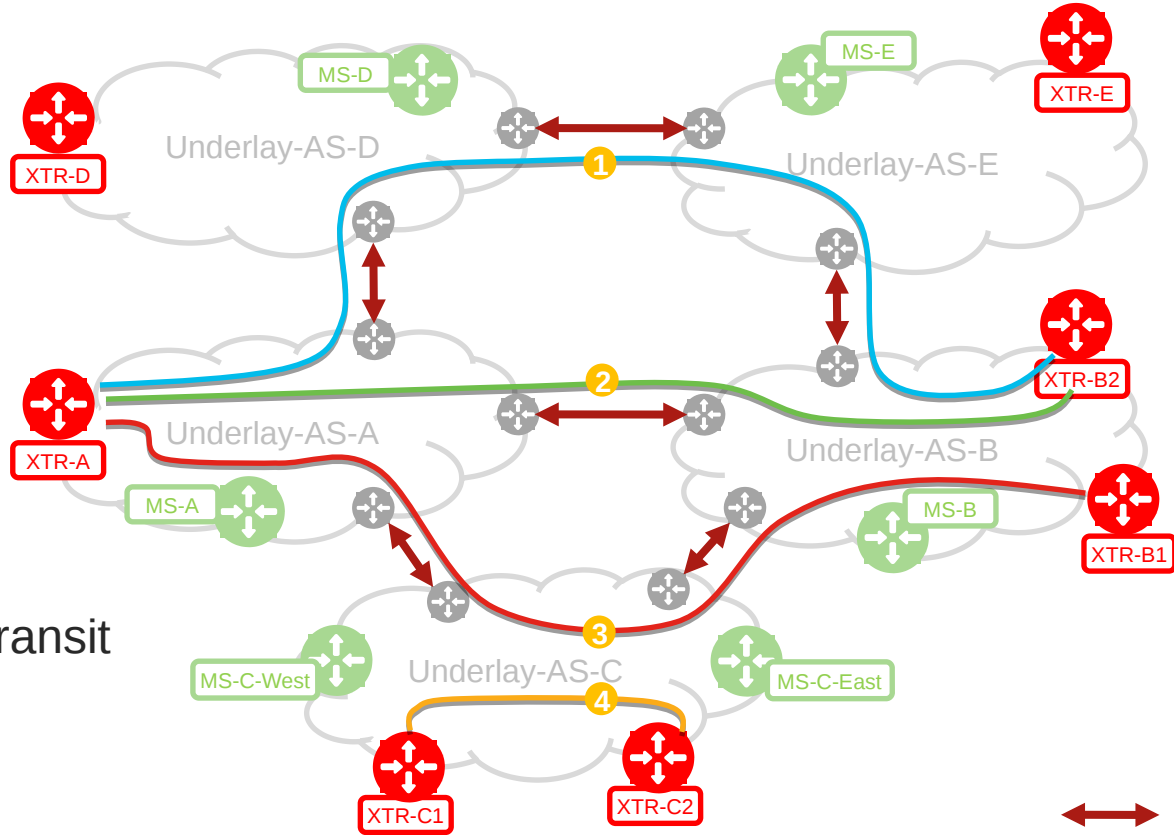 MS-D
MS-E
XTR-E
Underlay-AS-D
1
Underlay-AS-E
XTR-D
2
XTR-B2
Underlay-AS-A
Underlay-AS-B
XTR-A
MS-A
MS-B
XTR-B1
ransit
3
MS-C-West
Underlay-AS-C
MS-C-East
4
XTR-C1
XTR-C2